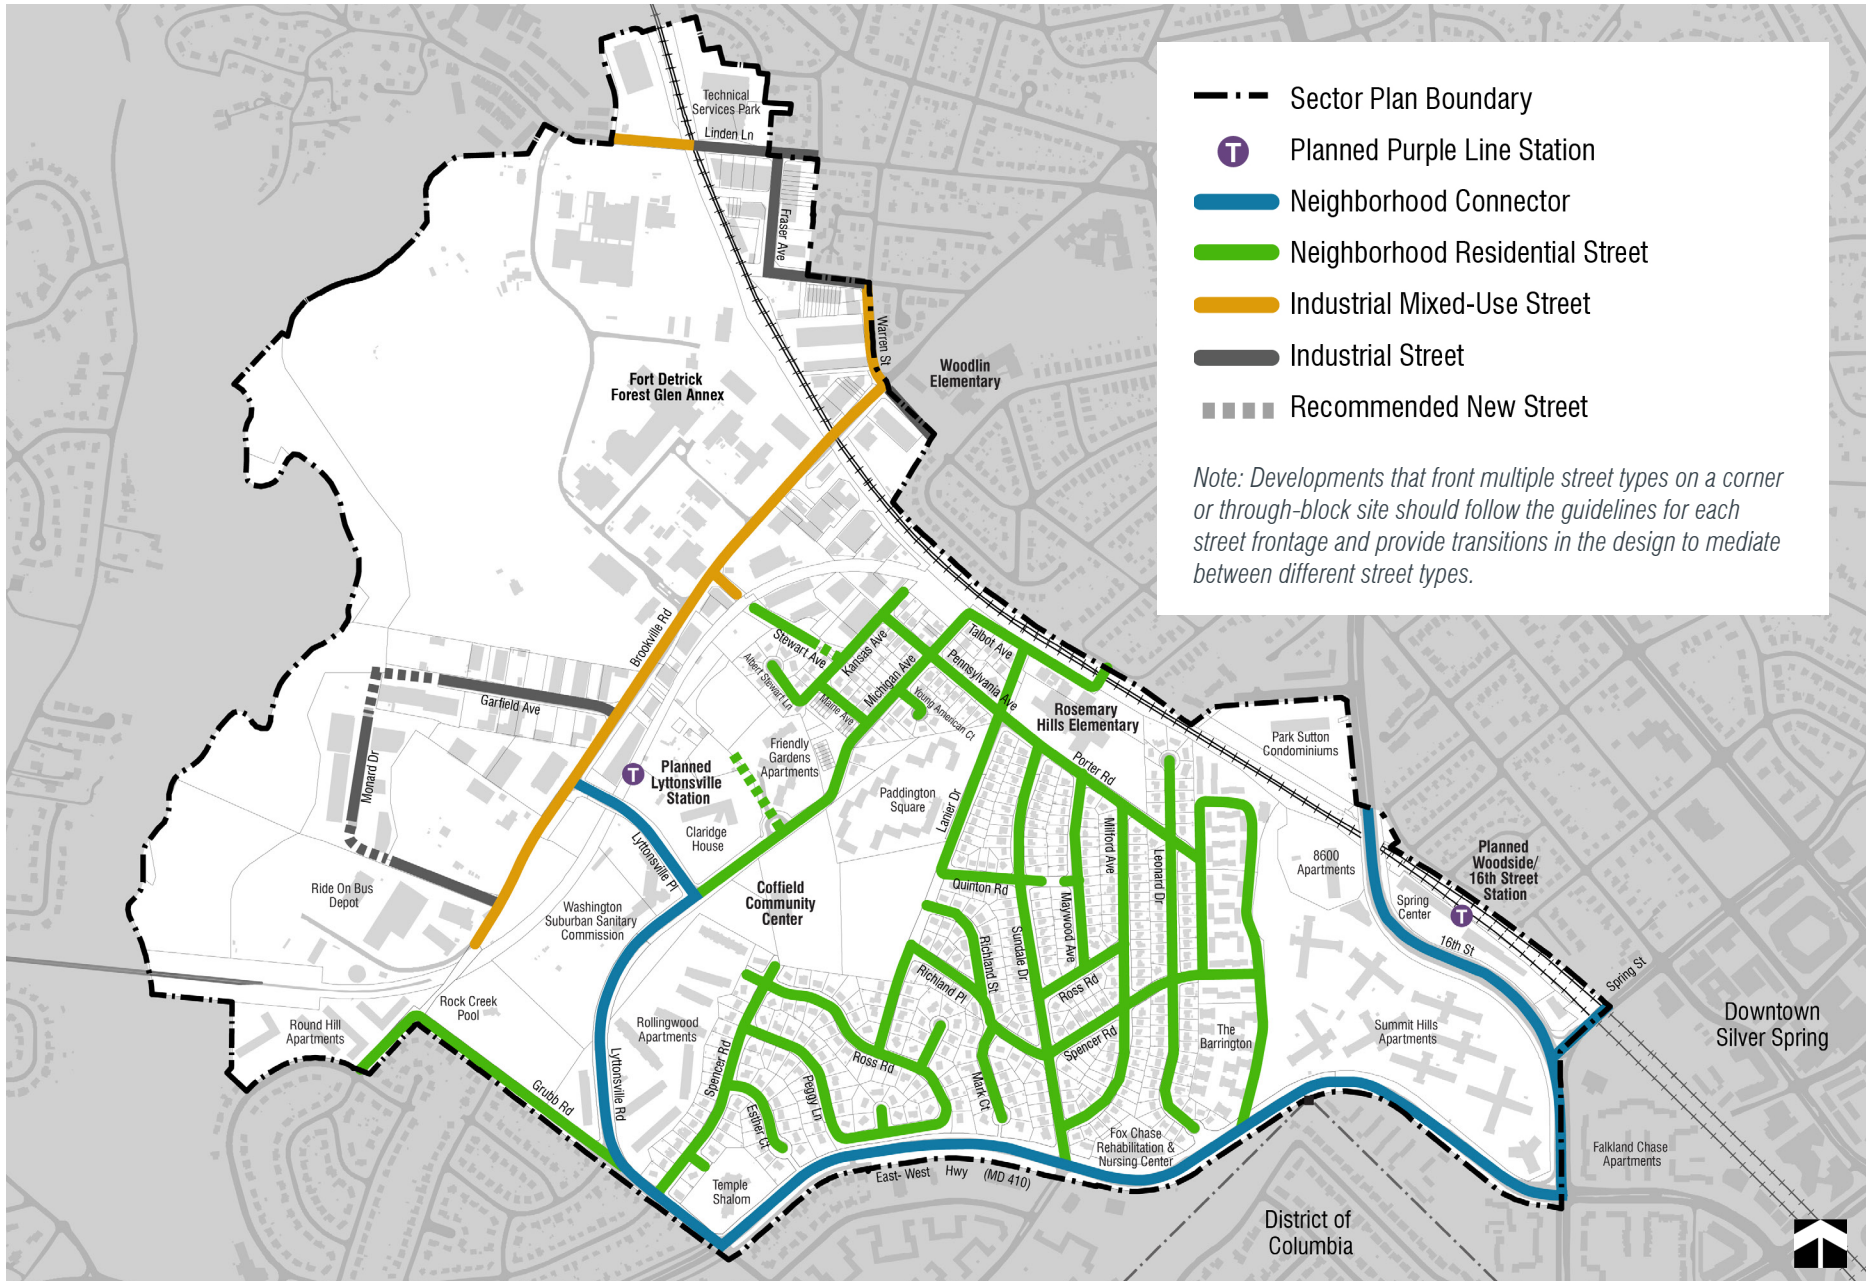 Sector Plan Boundary
T
Planned Purple Line Station
Neighborhood Connector
Neighborhood Residential Street
Industrial Mixed-Use Street
Industrial Street
Recommended New Street
Note: Developments that front multiple street types on a corner
or through-block site should follow the guidelines for each
street frontage and provide transitions in the design to mediate
between different street types.
Technical
Services Park
Linden Ln
Fraser Ave
Warren St
Woodlin
Elementary
Fort Detrick
Forest Glen Annex
Brookville Rd
Stewart Ave
Albert Stewart Ln
Kansas Ave
Michigan Ave
Maine Ave
Talbot Ave
Pennsylvania Ave
Young American Ct
Rosemary
Hills Elementary
Garfield Ave
Monard Dr
T
Planned
Lyttonsville
Station
Friendly
Gardens
Apartments
Claridge
House
Paddington
Square
Lanier Dr
Porter Rd
Park Sutton
Condominiums
Lyttonsville Pl
Ride On Bus
Depot
Washington
Suburban Sanitary
Commission
Coffield
Community
Center
Quinton Rd
Milford Ave
Maywood Ave
Leonard Dr
8600
Apartments
Spring
Center
Planned
Woodside/
16th Street
Station
T
16th St
Spring St
Richland St
Sundale Dr
Richland Pl
Ross Rd
Spencer Rd
The
Barrington
Summit Hills
Apartments
Downtown
Silver Spring
Rock Creek
Pool
Round Hill
Apartments
Rollingwood
Apartments
Lyttonsville Rd
Grubb Rd
Spencer Rd
Ross Rd
Peggy Ln
Esther Ct
Mark Ct
Fox Chase
Rehabilitation &
Nursing Center
Temple
Shalom
East- West Hwy (MD 410)
Falkland Chase
Apartments
District of
Columbia